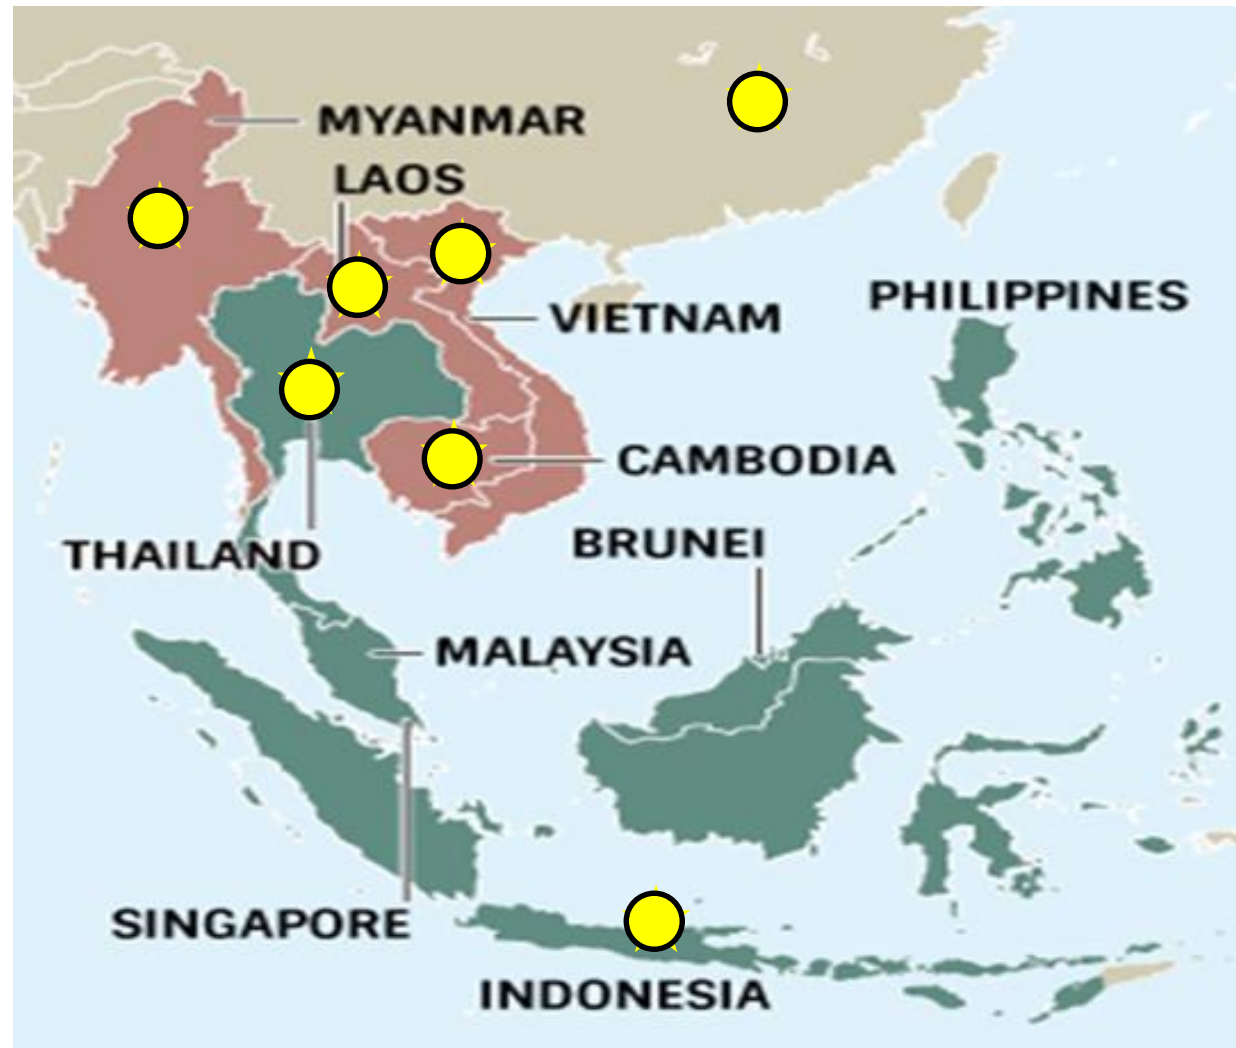 MYANMAR
LAOS
PHILIPPINES
VIETNAM
CAMBODIA
BRUNEI
THAILAND
MALAYSIA
SINGAPORE
INDONESIA